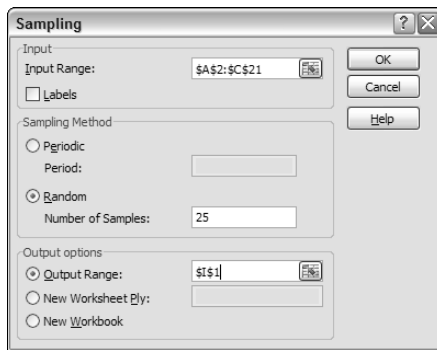 Sampling
Input
Input Range: $A$2:$C$21
Labels
OK
Cancel
Help
Sampling Method
Periodic
Period:
Random
Number of Samples: 25
Output options
Output Range: $I$1
New Worksheet Ply:
New Workbook